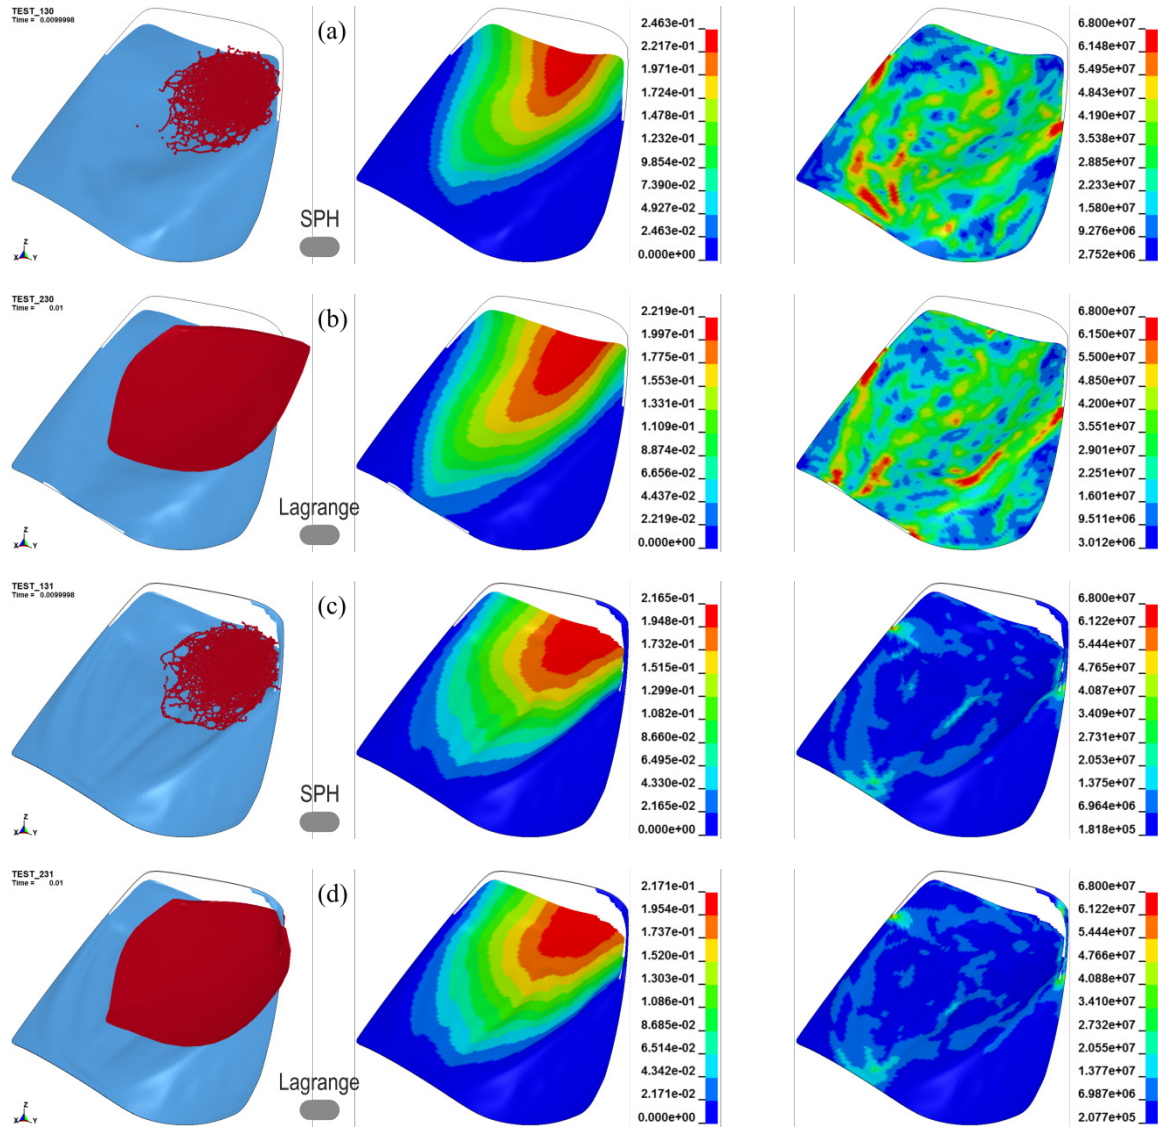 TEST_130
Time = 0.0099998
(a)
SPH
Z
X Y
2.463e-01
2.217e-01
1.971e-01
1.724e-01
1.478e-01
1.232e-01
9.854e-02
7.390e-02
4.927e-02
2.463e-02
0.000e+00
6.800e+07
6.148e+07
5.495e+07
4.843e+07
4.190e+07
3.538e+07
2.885e+07
2.233e+07
1.580e+07
9.276e+06
2.752e+06
TEST_230
Time = 0.01
(b)
Lagrange
Z
X Y
2.219e-01
1.997e-01
1.775e-01
1.553e-01
1.331e-01
1.109e-01
8.874e-02
6.656e-02
4.437e-02
2.219e-02
0.000e+00
6.800e+07
6.150e+07
5.500e+07
4.850e+07
4.200e+07
3.551e+07
2.901e+07
2.251e+07
1.601e+07
9.511e+06
3.012e+06
TEST_131
Time = 0.0099998
(c)
SPH
Z
X Y
2.165e-01
1.948e-01
1.732e-01
1.515e-01
1.299e-01
1.082e-01
8.660e-02
6.495e-02
4.330e-02
2.165e-02
0.000e+00
6.800e+07
6.122e+07
5.444e+07
4.765e+07
4.087e+07
3.409e+07
2.731e+07
2.053e+07
1.375e+07
6.964e+06
1.818e+05
TEST_231
Time = 0.01
(d)
Lagrange
Z
X Y
2.171e-01
1.954e-01
1.737e-01
1.520e-01
1.303e-01
1.086e-01
8.685e-02
6.514e-02
4.342e-02
2.171e-02
0.000e+00
6.800e+07
6.122e+07
5.444e+07
4.766e+07
4.088e+07
3.410e+07
2.732e+07
2.055e+07
1.377e+07
6.987e+06
2.077e+05